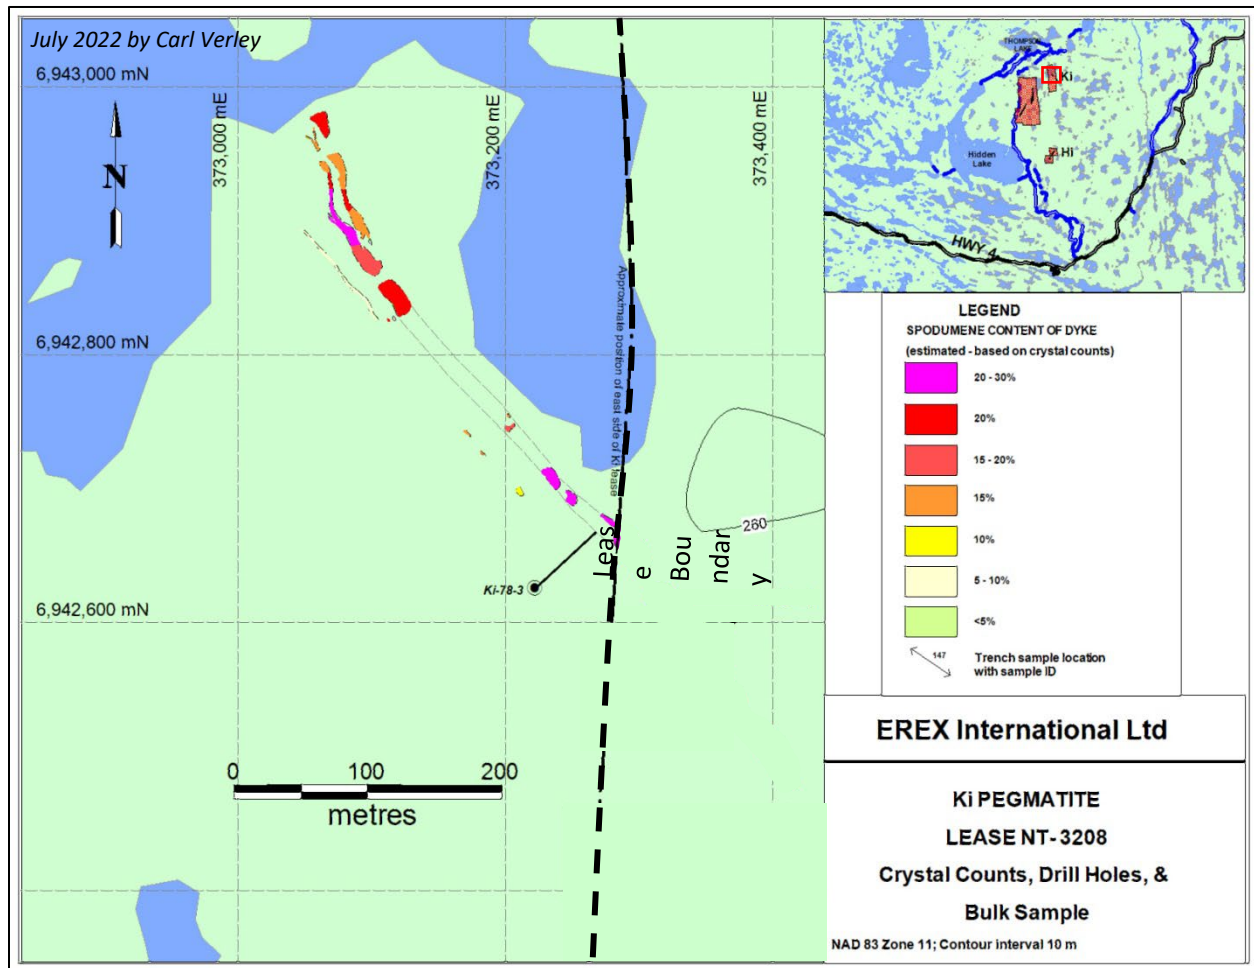 July 2022 by Carl Verley
6,943,000 mN
373,000 mE
373,200 mE
373,400 mE
N
6,942,800 mN
Approximate position of east side of Ki lease
260
Leas
e
Bou
ndar
y
Ki-78-3
6,942,600 mN
0 100 200
metres
THOMPSON
LAKE
Ki
Hidden
Lake
Hi
HWY 4
LEGEND
SPODUMENE CONTENT OF DYKE
(estimated - based on crystal counts)
20 - 30%
20%
15 - 20%
15%
10%
5 - 10%
<5%
147 Trench sample location
with sample ID
EREX International Ltd
Ki PEGMATITE
LEASE NT- 3208
Crystal Counts, Drill Holes, &
Bulk Sample
NAD 83 Zone 11; Contour interval 10 m